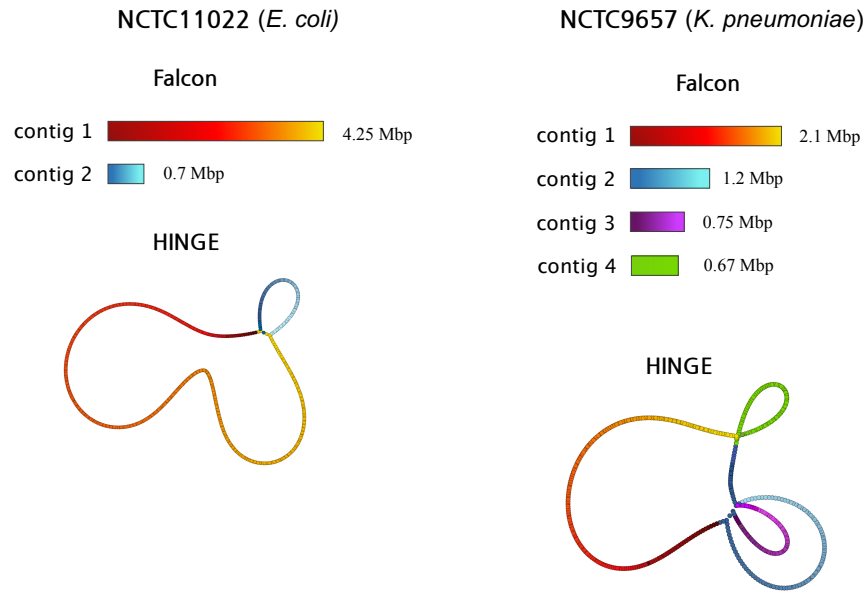 NCTC11022 (E. coli)
Falcon
contig 1 4.25 Mbp
contig 2 0.7 Mbp
HINGE
NCTC9657 (K. pneumoniae)
Falcon
contig 1 2.1 Mbp
contig 2 1.2 Mbp
contig 3 0.75 Mbp
contig 4 0.67 Mbp
HINGE